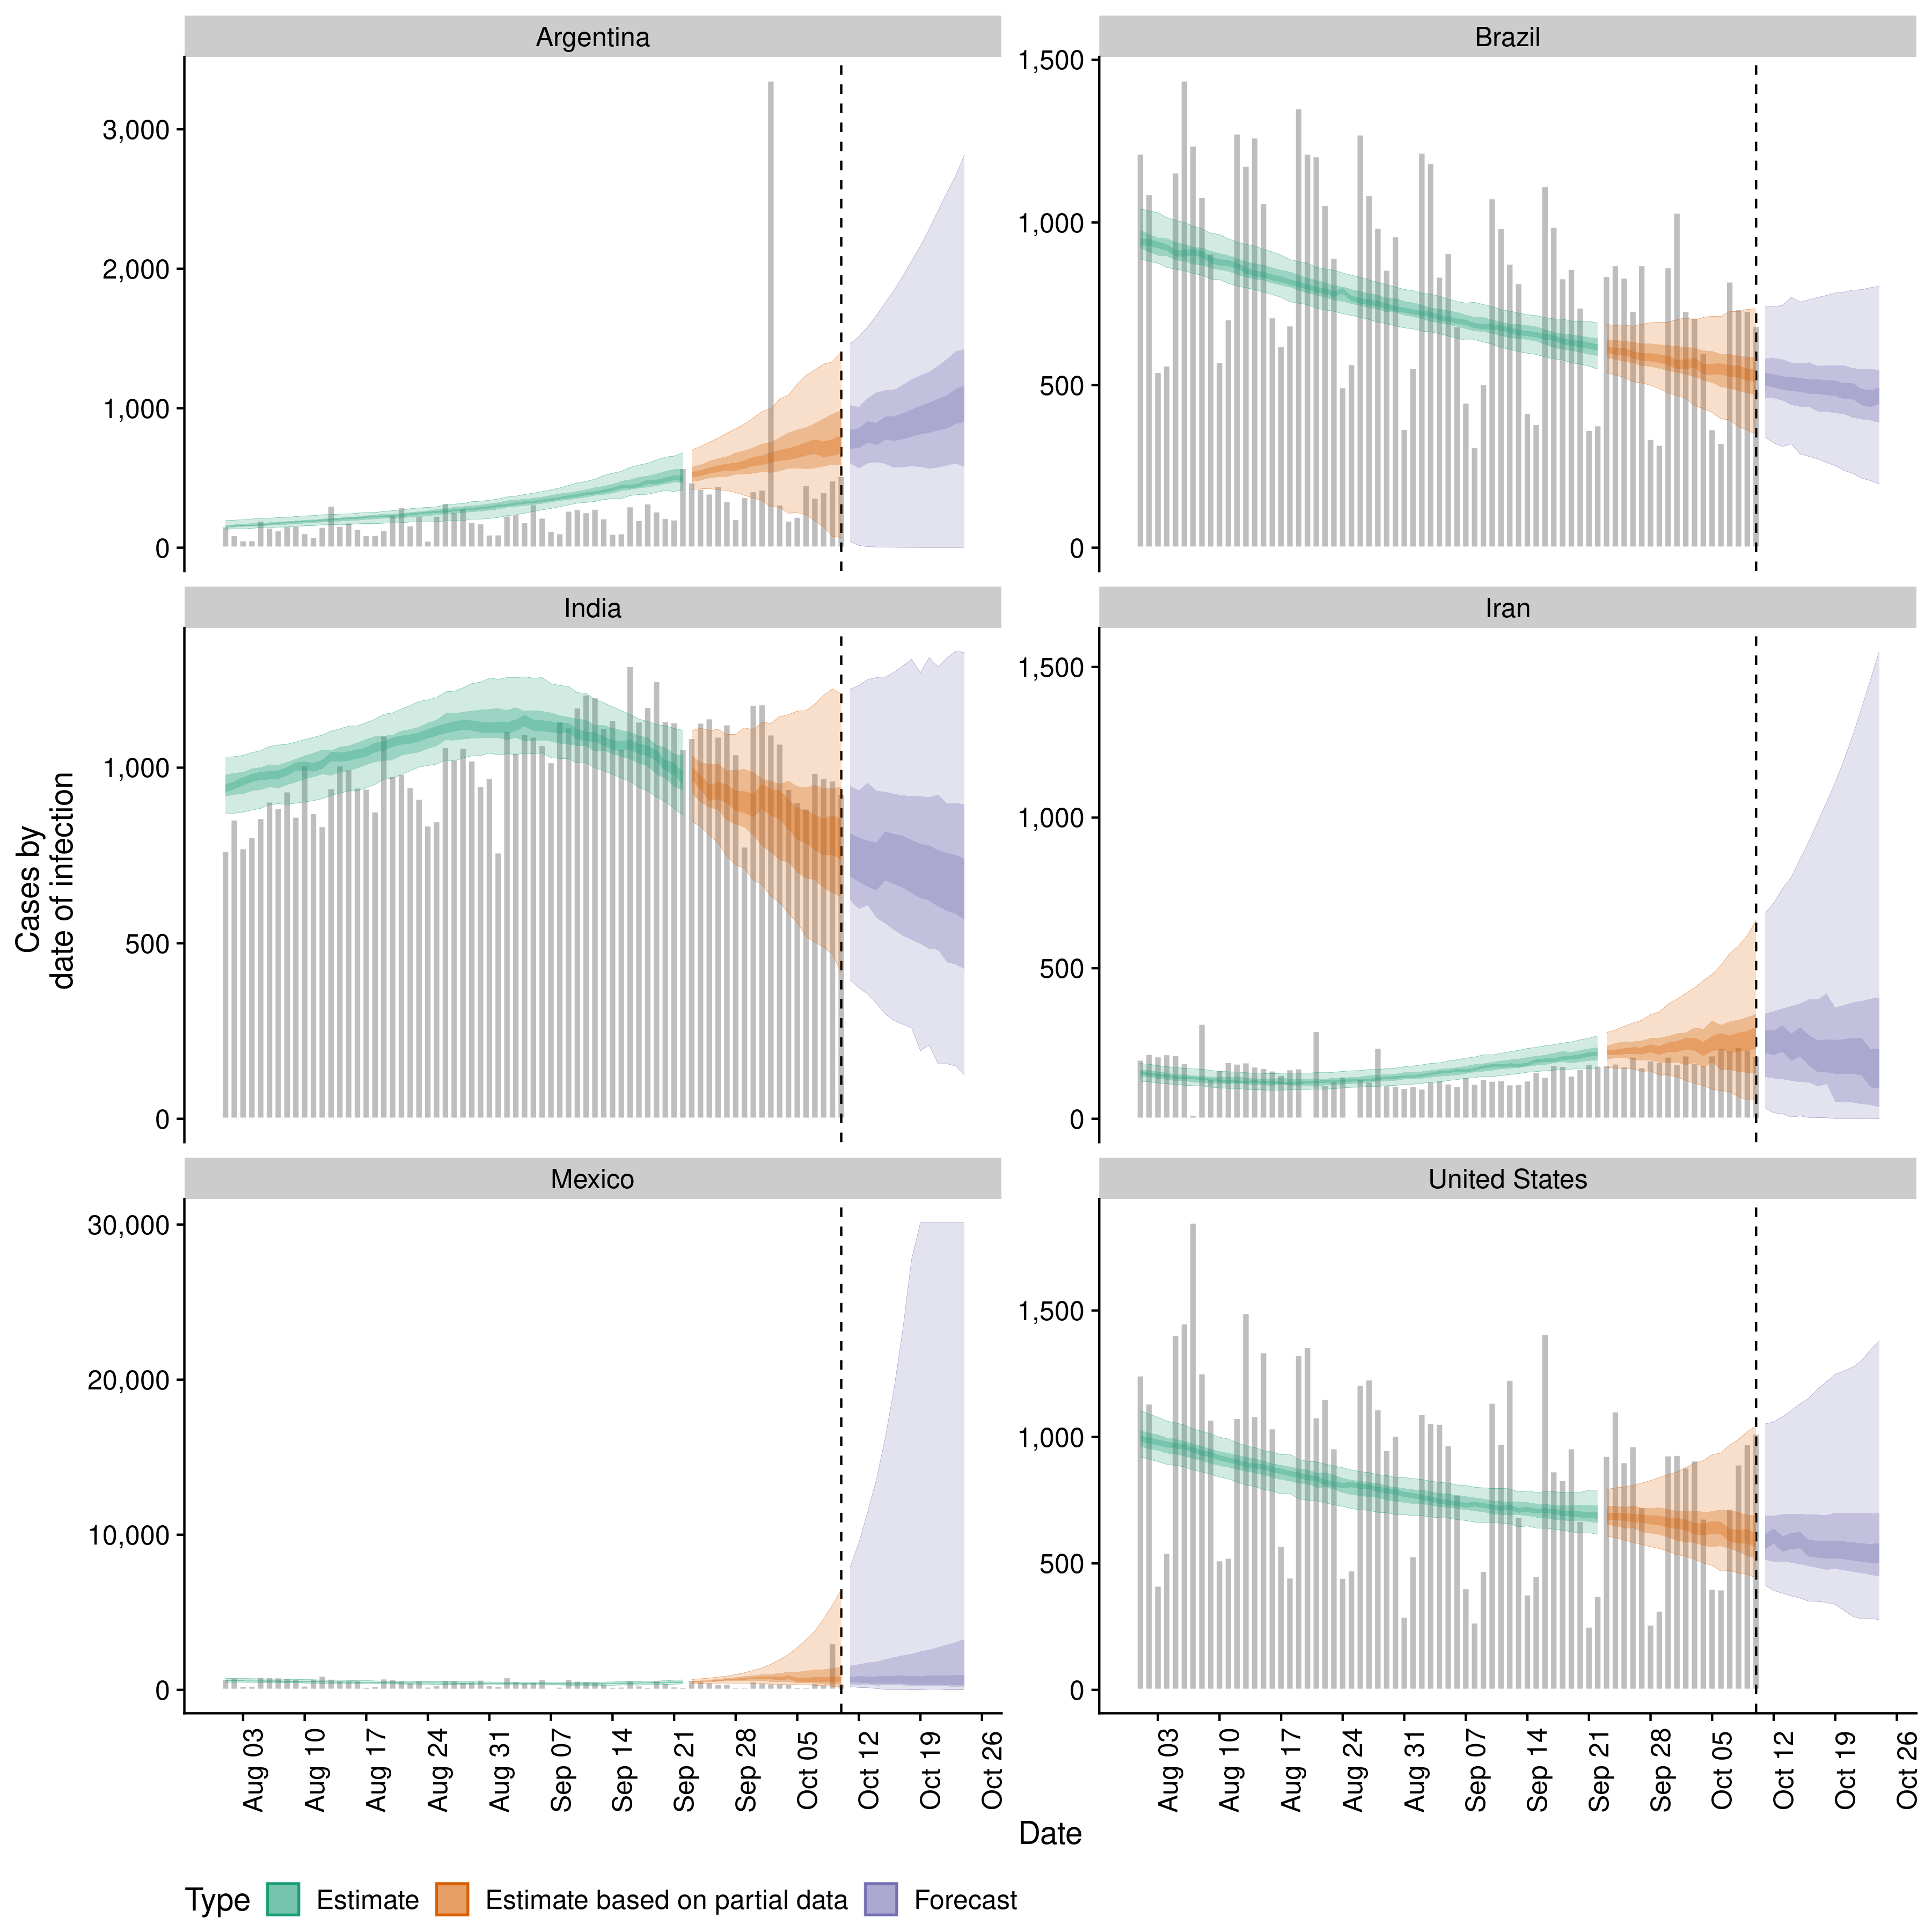 Argentina
Brazil
3,000
2,000
1,000
0
1,500
1,000
500
0
India
Iran
1,000
500
0
1,500
1,000
500
0
Mexico
United States
30,000
20,000
10,000
0
1,500
1,000
500
0
Cases by
date of infection
Aug 03
Aug 10
Aug 17
Aug 24
Aug 31
Sep 07
Sep 14
Sep 21
Sep 28
Oct 05
Oct 12
Oct 19
Oct 26
Aug 03
Aug 10
Aug 17
Aug 24
Aug 31
Sep 07
Sep 14
Sep 21
Sep 28
Oct 05
Oct 12
Oct 19
Oct 26
Date
Type Estimate Estimate based on partial data Forecast